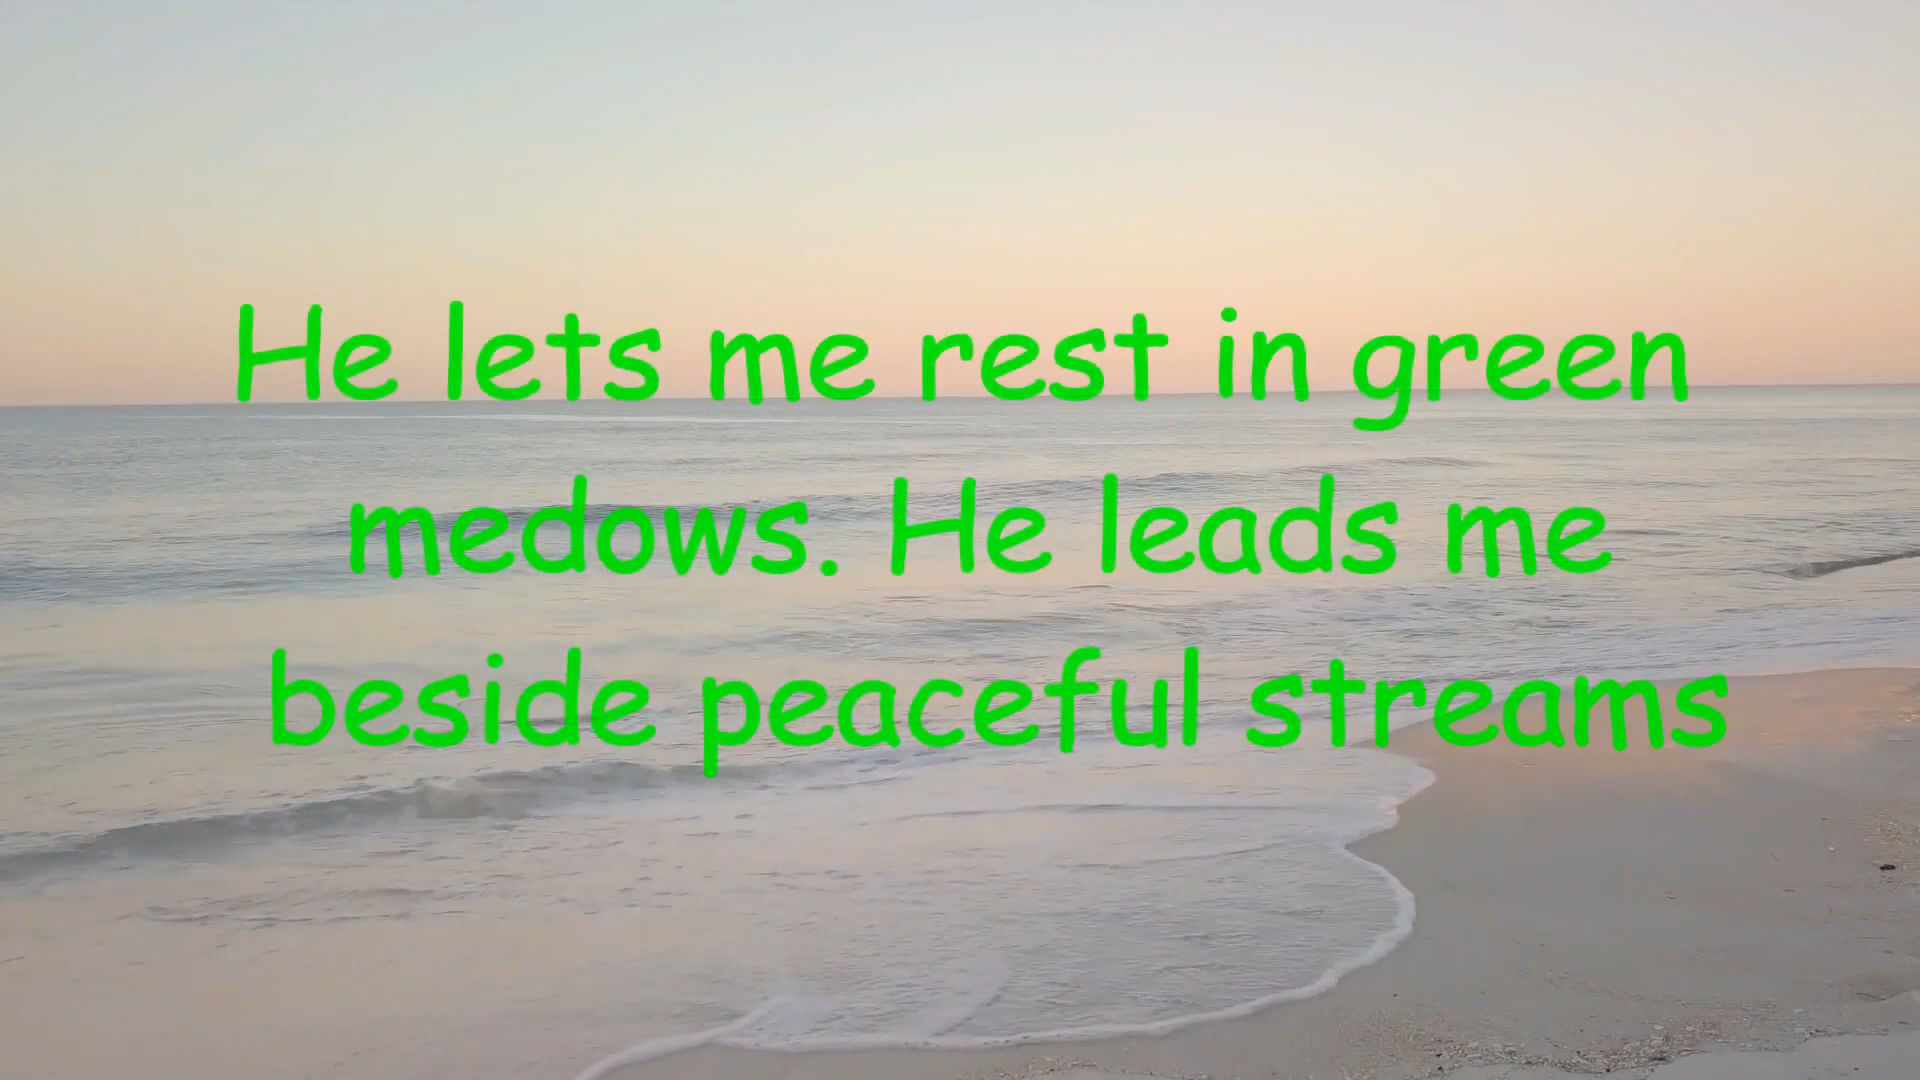 He lets me rest in green
medows. He leads me
beside peaceful streams